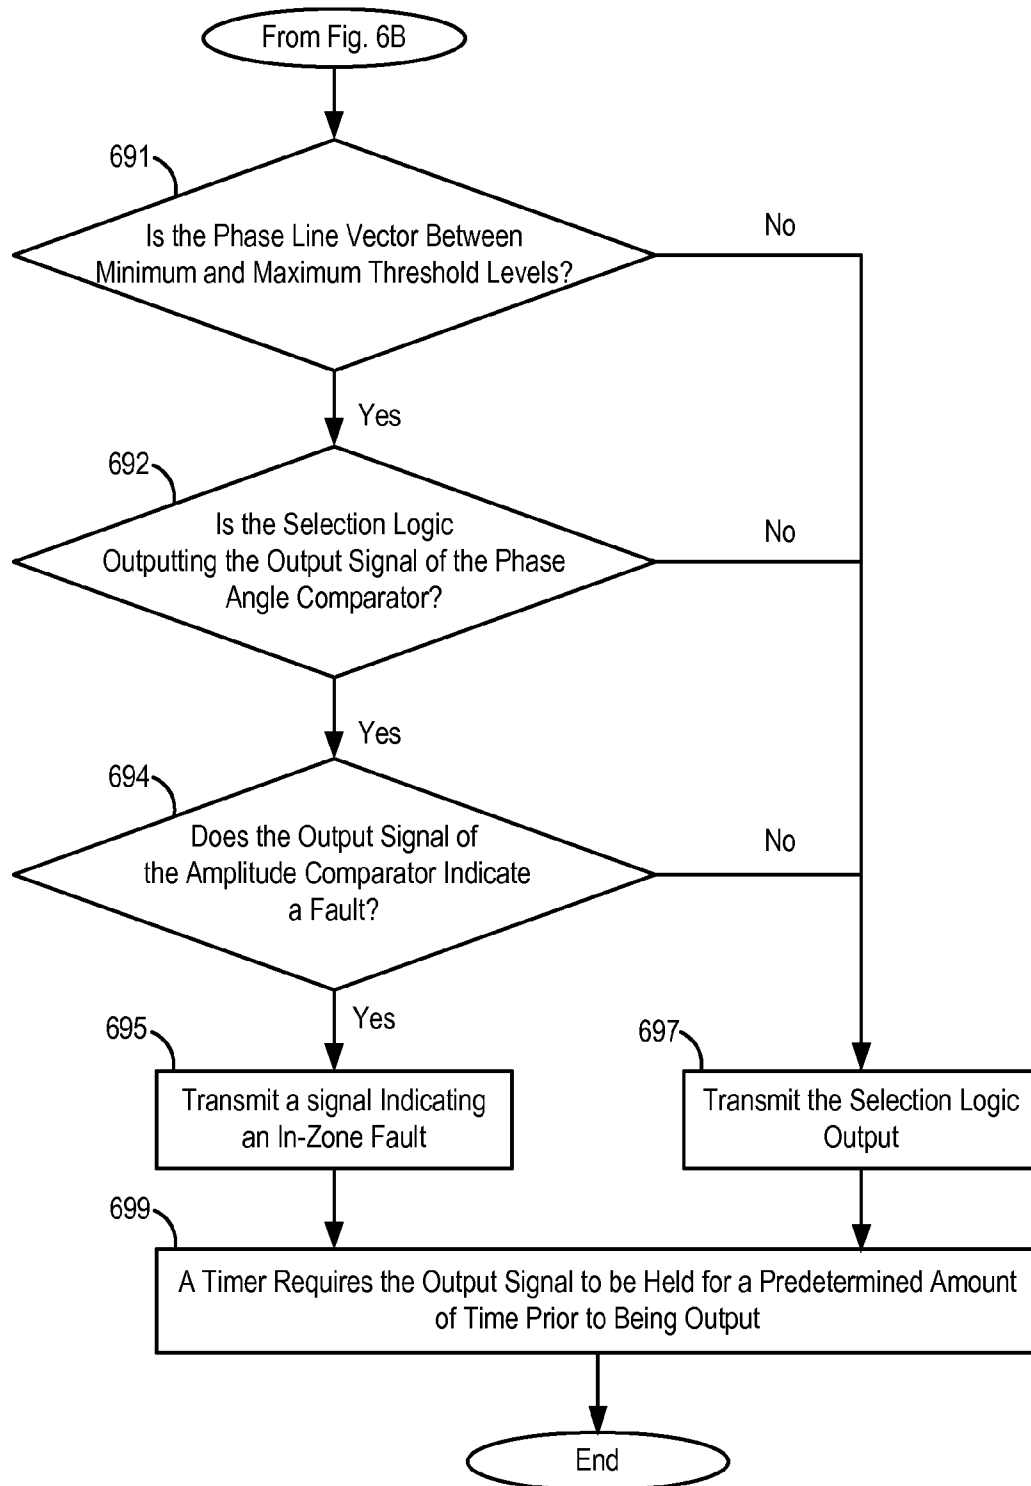 From Fig. 6B
691
Is the Phase Line Vector Between
Minimum and Maximum Threshold Levels?
No
Yes
692
Is the Selection Logic
Outputting the Output Signal of the Phase
Angle Comparator?
No
Yes
694
Does the Output Signal of
the Amplitude Comparator Indicate
a Fault?
No
Yes
695
Transmit a signal Indicating
an In-Zone Fault
697
Transmit the Selection Logic
Output
699
A Timer Requires the Output Signal to be Held for a Predetermined Amount
of Time Prior to Being Output
End